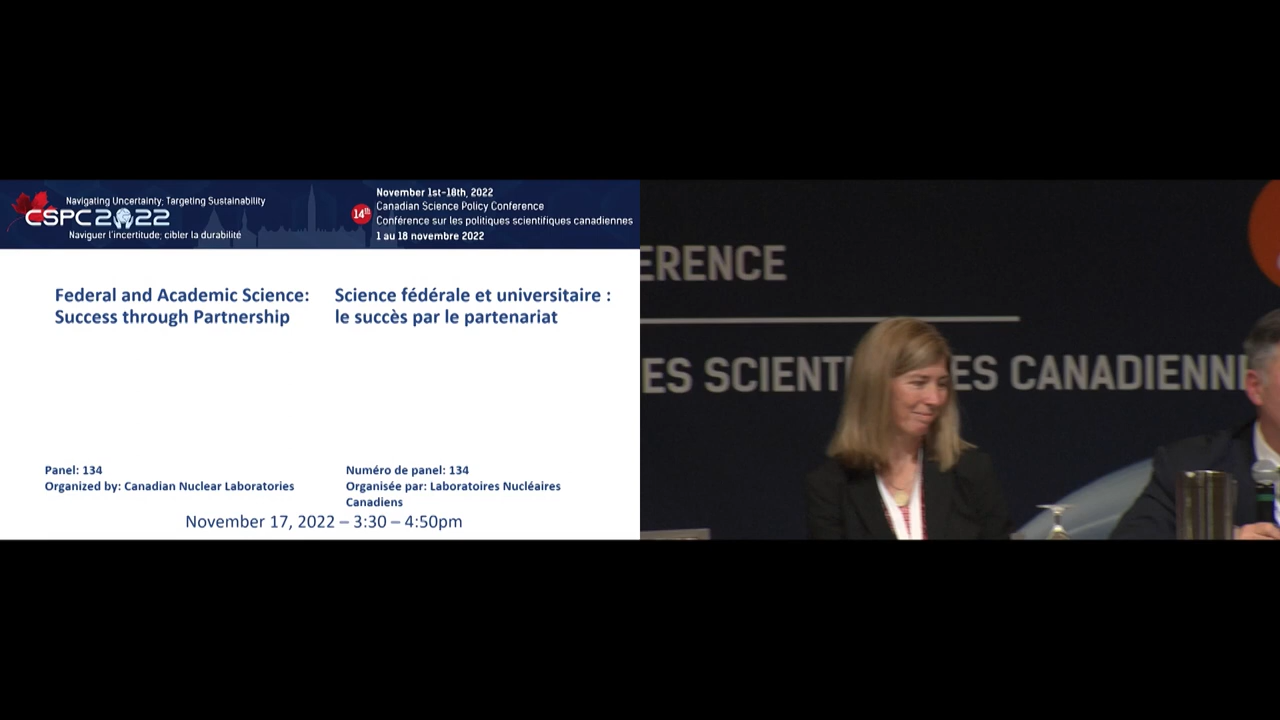 Navigating Uncertainty; Targeting Sustainability
CSPC 2022
Naviguer l'incertitude; cibler la durabilité
14th
November 1st-18th, 2022
Canadian Science Policy Conference
Conférence sur les politiques scientifiques canadiennes
1 au 18 novembre 2022
Federal and Academic Science:
Success through Partnership
Science fédérale et universitaire :
le succès par le partenariat
Panel: 134
Organized by: Canadian Nuclear Laboratories
Numéro de panel: 134
Organisée par: Laboratoires Nucléaires
Canadiens
November 17, 2022 – 3:30 – 4:50pm
ERENCE
ES SCIENTI ES CANADIENN